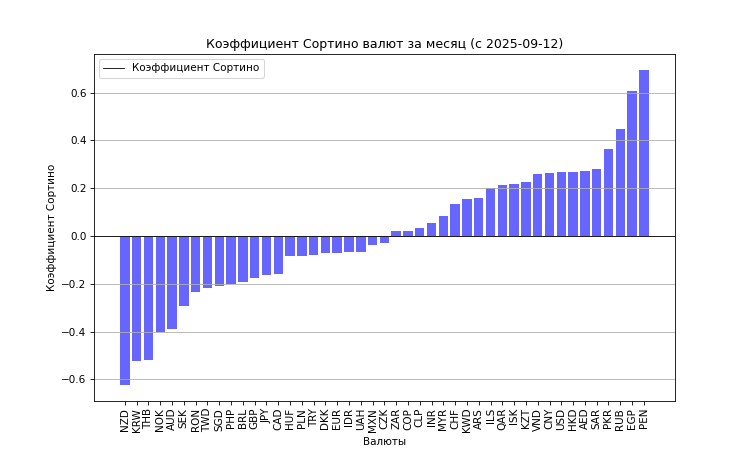 Коэффициент Сортино валют за месяц (с 2025-09-12)
Коэффициент Сортино
Коэффициент Сортино
0.6
0.4
0.2
0.0
−0.2
−0.4
−0.6
NZD KRW THB NOK AUD SEK RON TWD SGD PHP BRL GBP JPY CAD HUF PLN TRY DKK EUR IDR UAH MXN CZK ZAR COP CLP INR MYR CHF KWD ARS ILS QAR ISK KZT VND CNY USD HKD AED SAR PKR RUB EGP PEN
Валюты